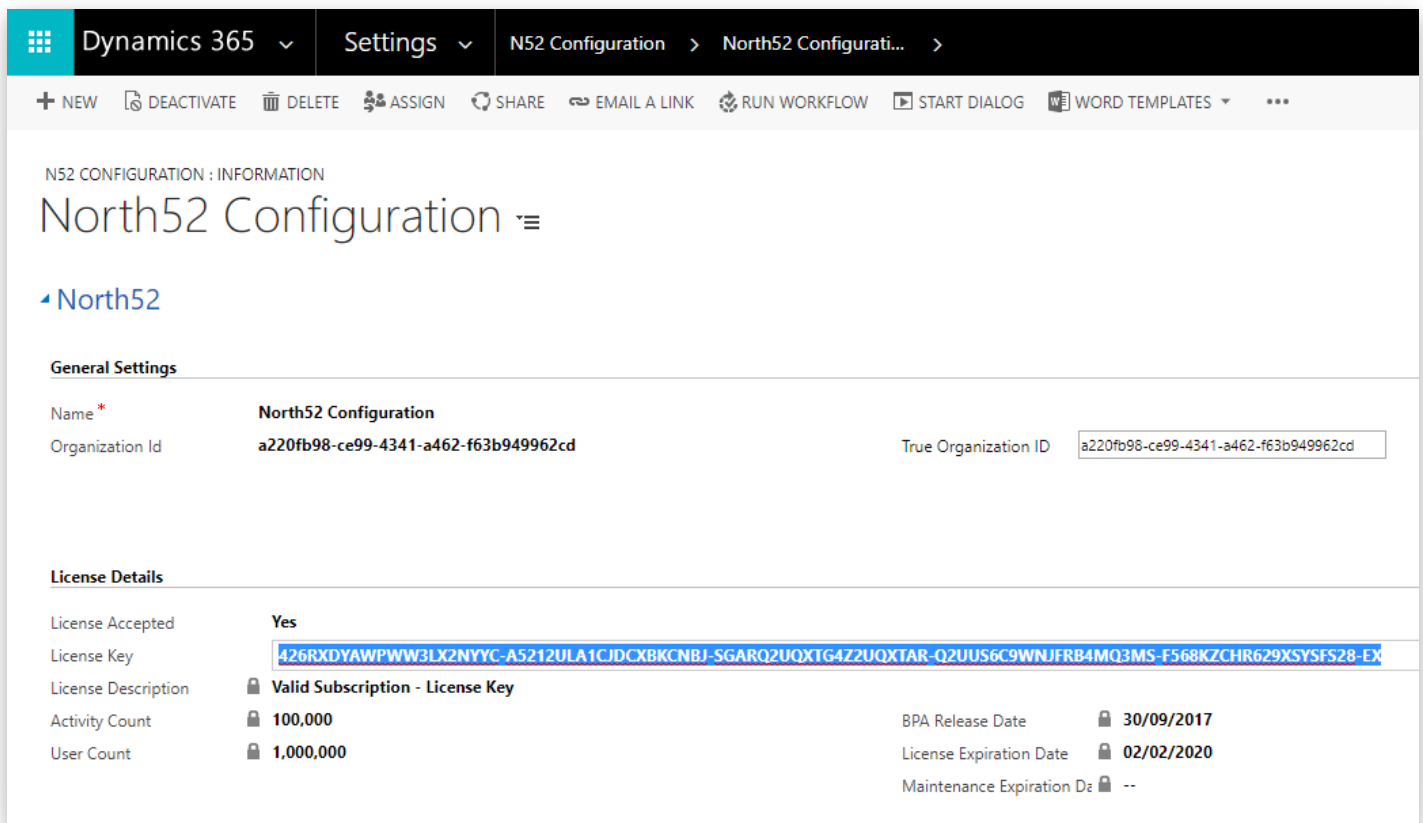 Dynamics 365 Settings N52 Configuration North52 Configurati...
NEW DEACTIVATE DELETE ASSIGN SHARE EMAIL A LINK RUN WORKFLOW START DIALOG WORD TEMPLATES ...
N52 CONFIGURATION : INFORMATION
North52 Configuration
North52
General Settings
Name * North52 Configuration
Organization Id a220fb98-ce99-4341-a462-f63b949962cd True Organization ID a220fb98-ce99-4341-a462-f63b949962cd
License Details
License Accepted Yes
License Key 426RXDYAWPWW3LX2NYYC-A5212ULA1CJDCXBKCNBJ-SGARQ2UQXTG4Z2UQXTAR-Q2UUS6C9WNJFRB4MQ3MS-F568KZCHR629XSYSFS28-EX
License Description Valid Subscription - License Key
Activity Count 100,000 BPA Release Date 30/09/2017
User Count 1,000,000 License Expiration Date 02/02/2020
Maintenance Expiration Da --